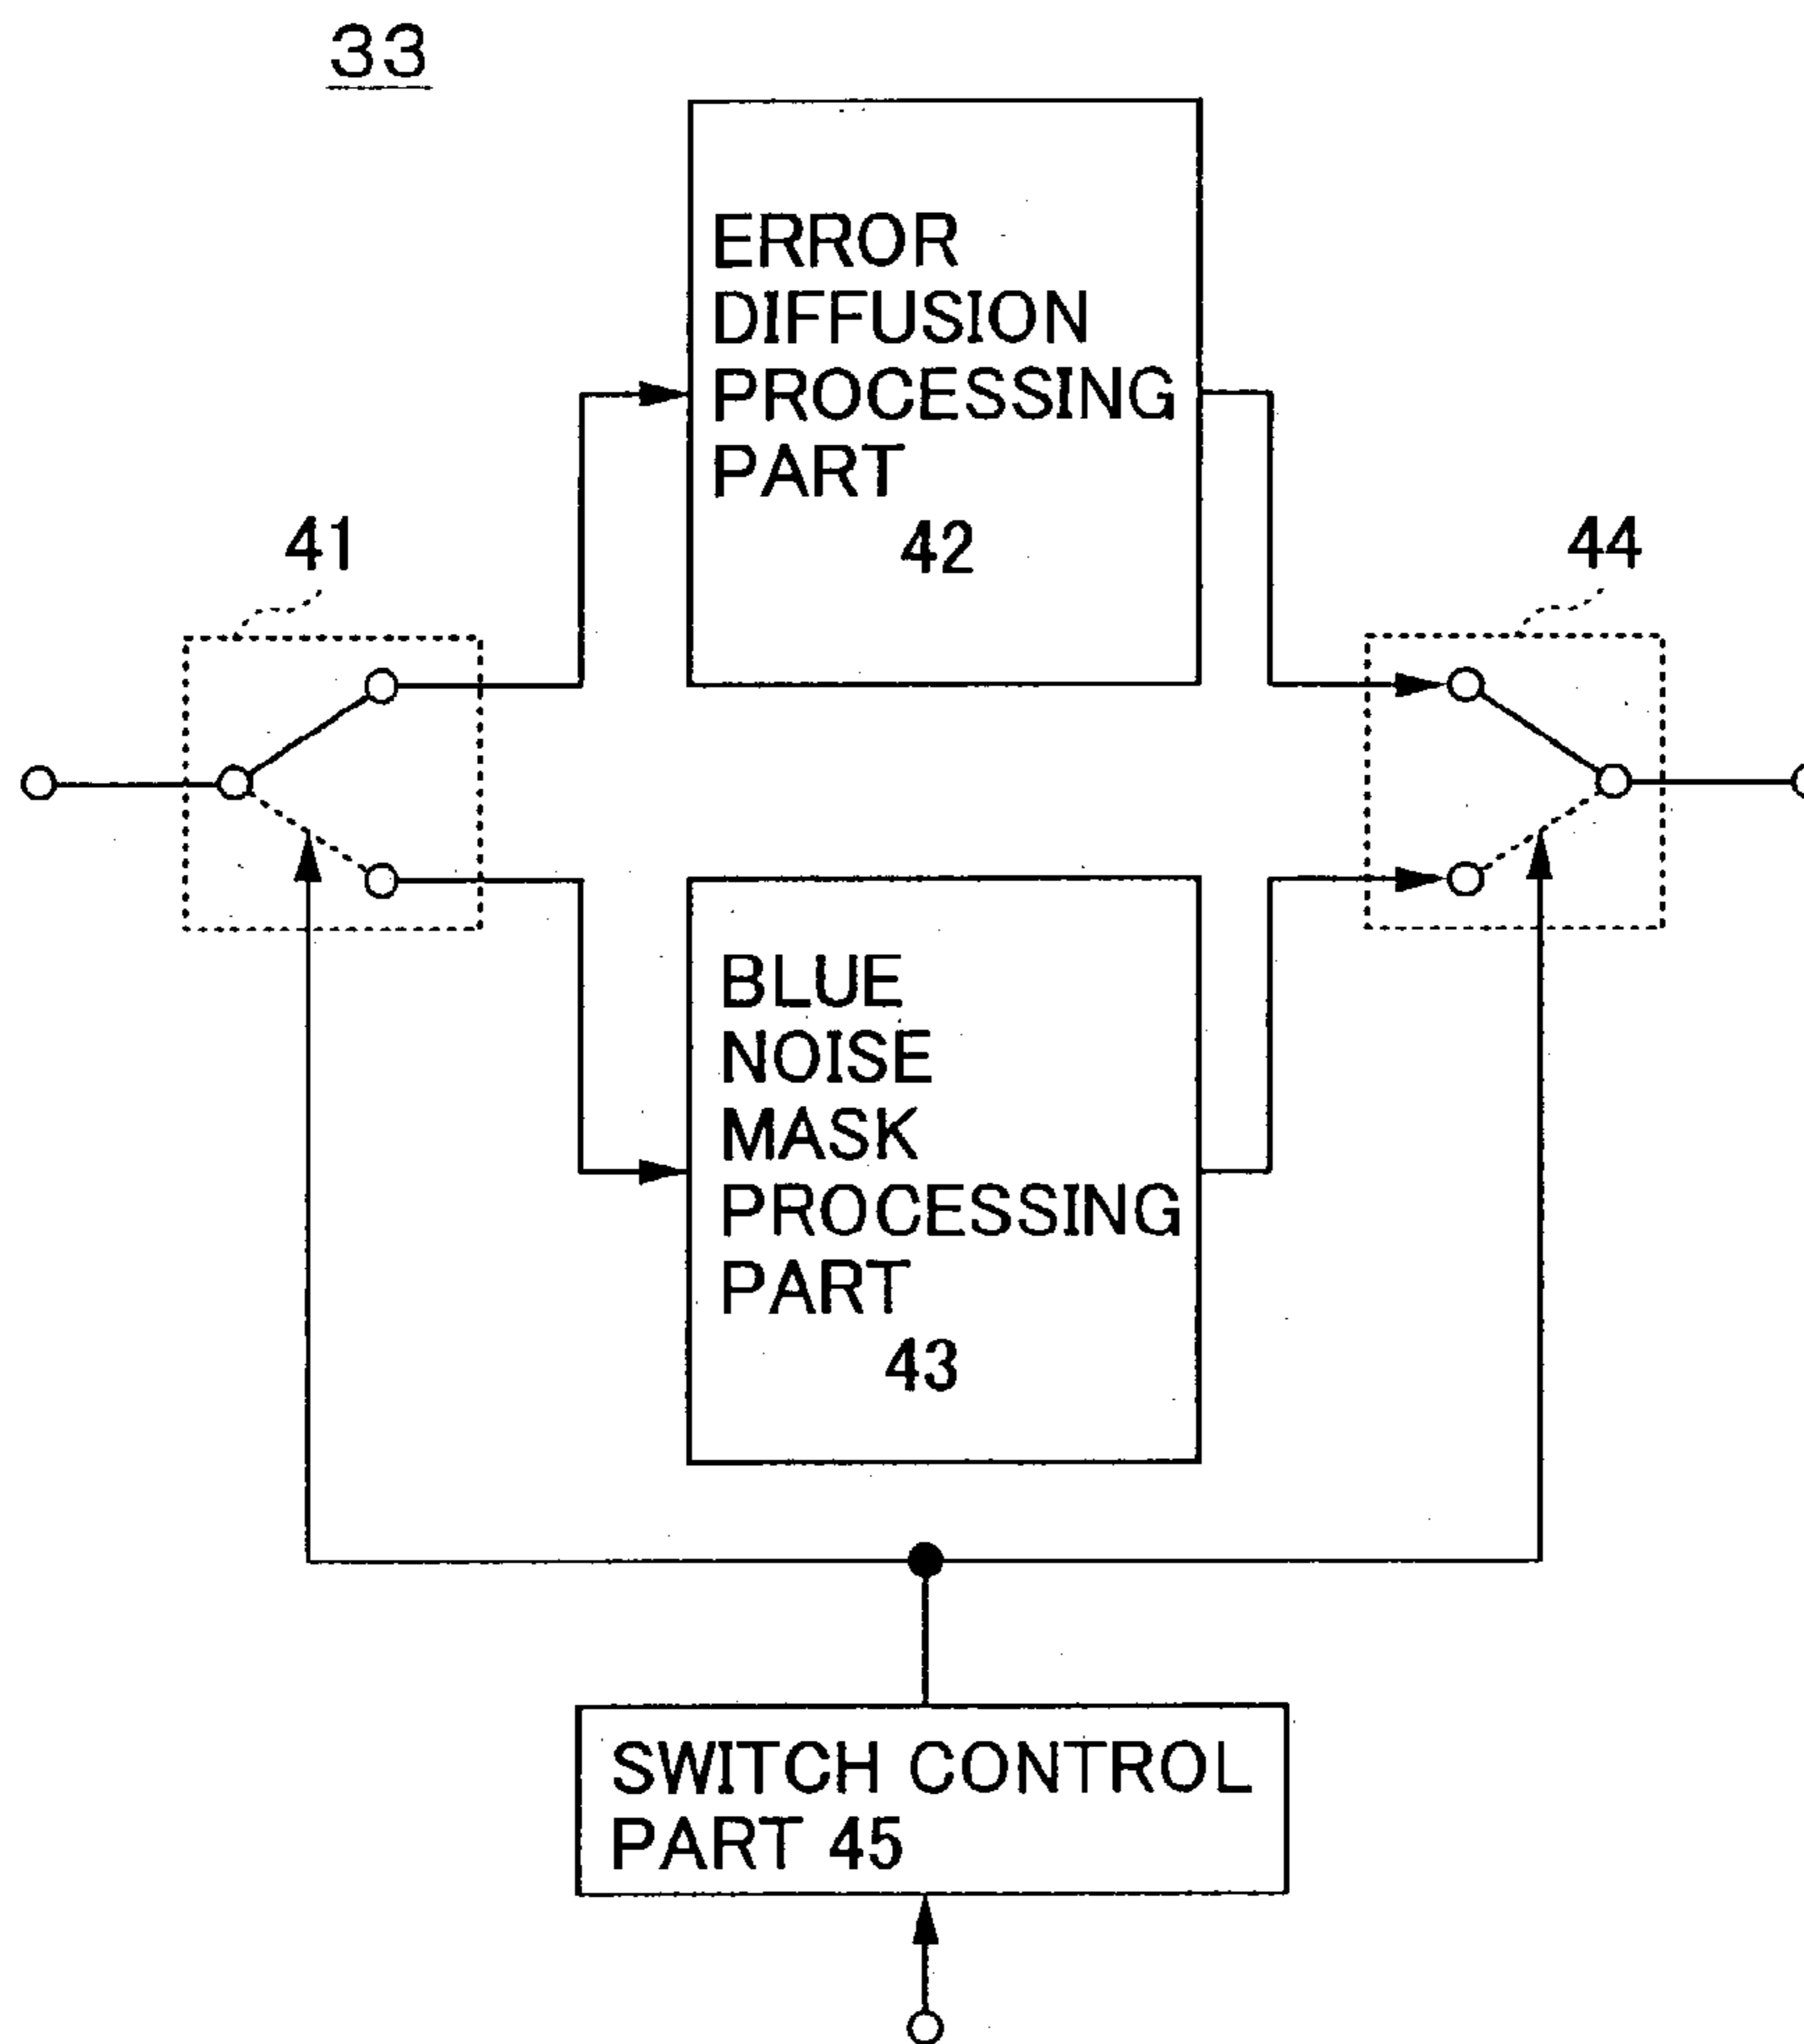 33
ERROR
DIFFUSION
PROCESSING
PART
42
41
44
BLUE
NOISE
MASK
PROCESSING
PART
43
SWITCH CONTROL
PART 45